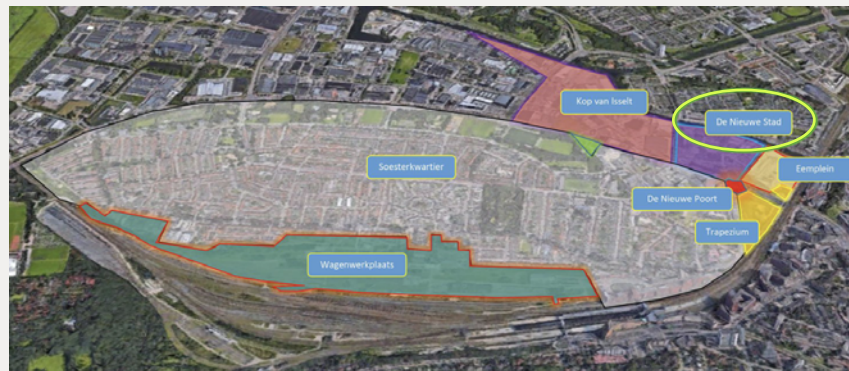 Kop van Isselt
De Nieuwe Stad
Soesterkwartier
Eemplein
De Nieuwe Poort
Trapezium
Wagenwerkplaats